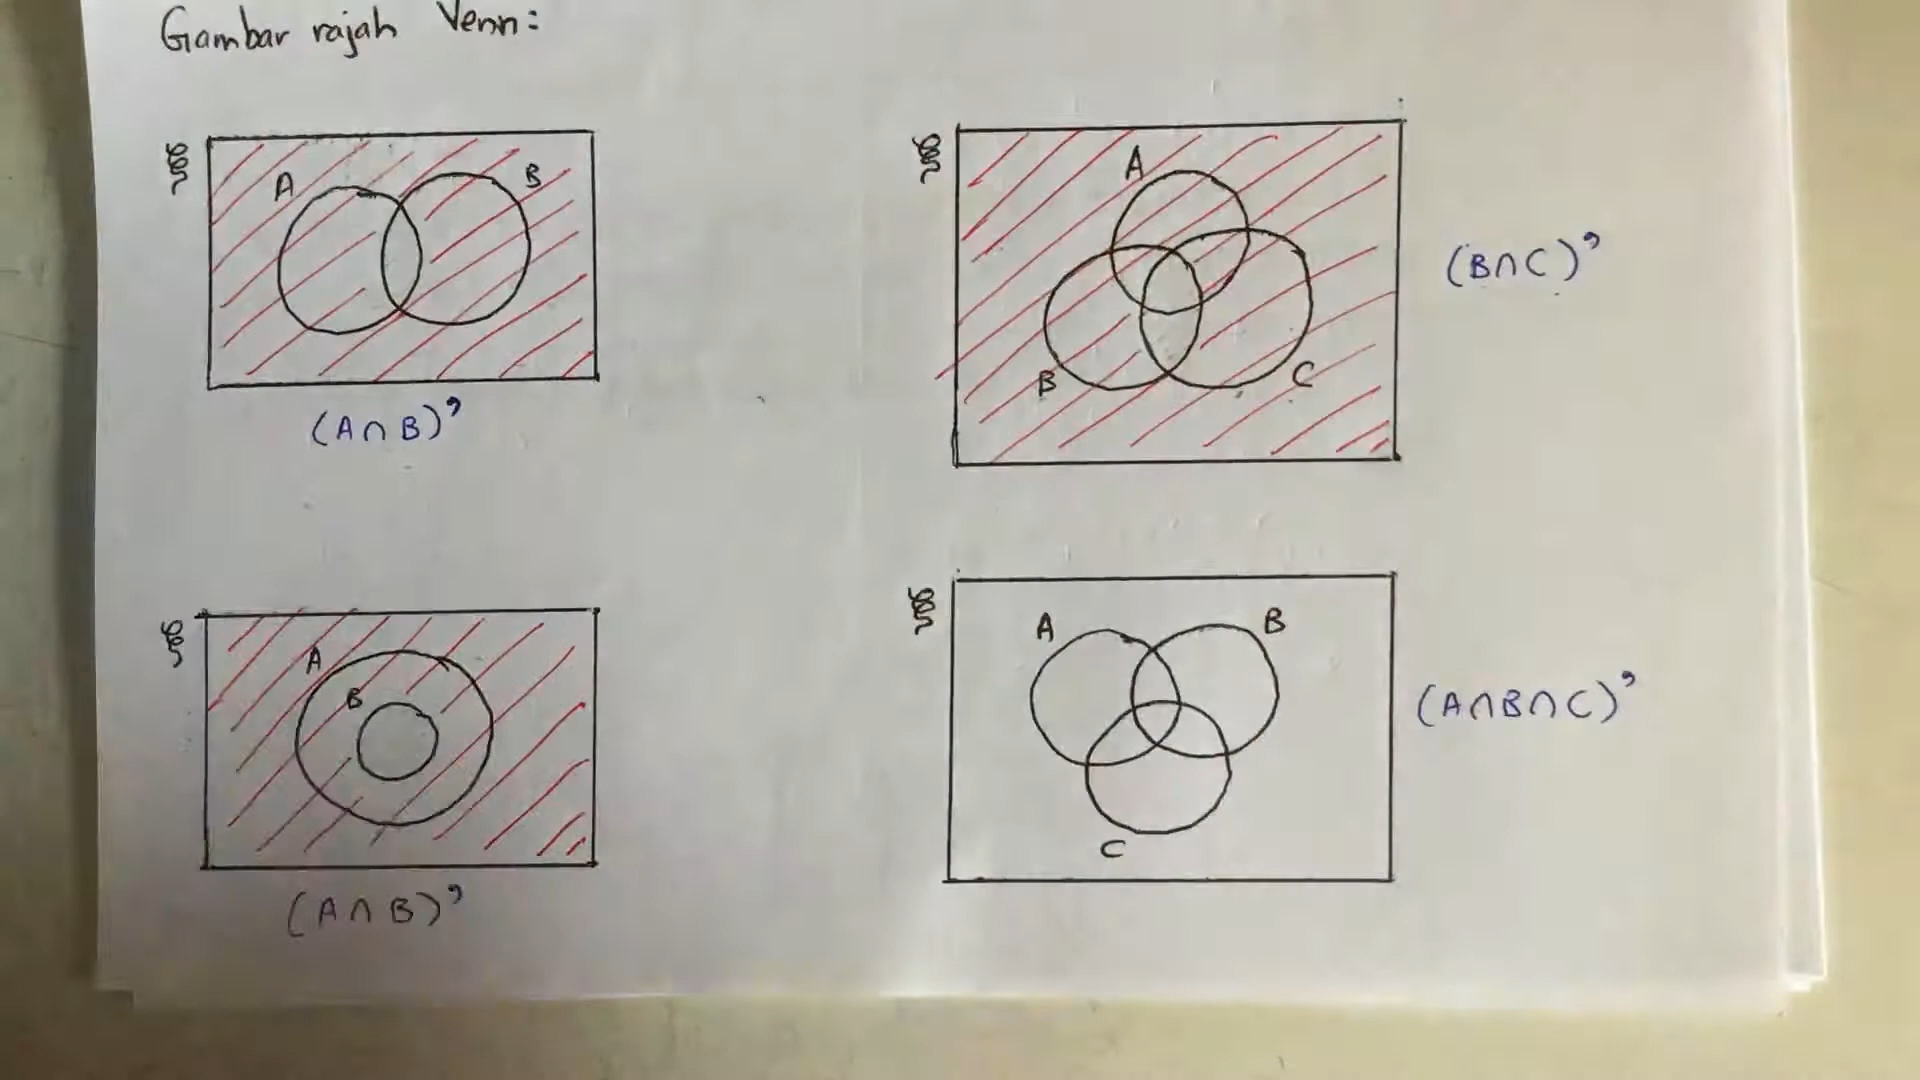 Gambar rajah Venn:
ξ
A
B
(A∩B)'
ξ
A
B
C
(B∩C)'
ξ
A
B
(A∩B)'
ξ
A
B
C
(A∩B∩C)'